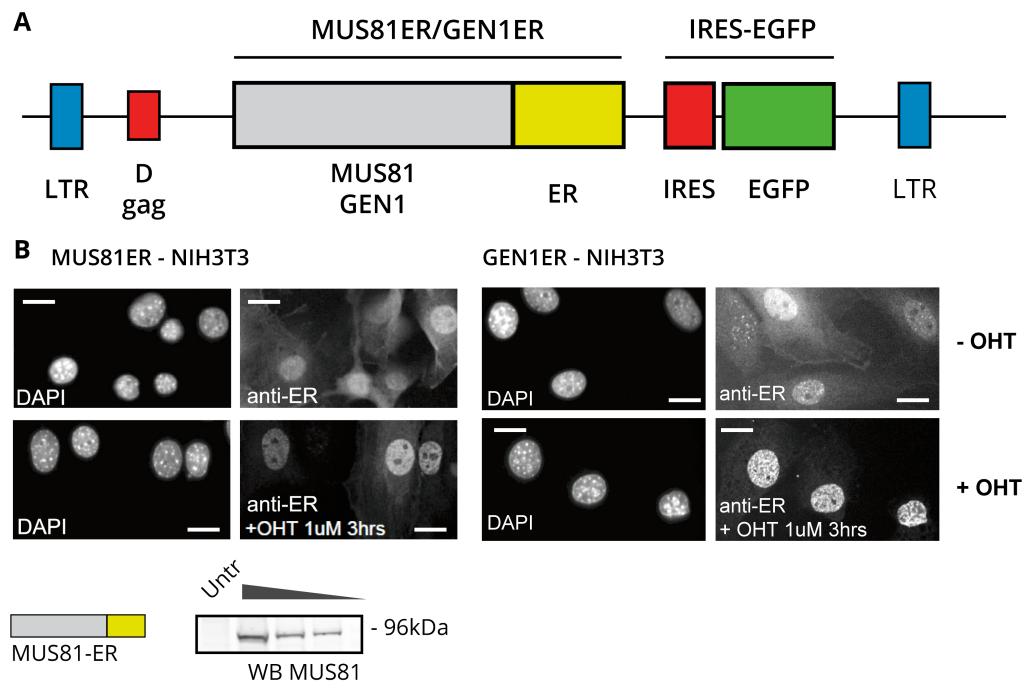 A
MUS81ER/GEN1ER
IRES-EGFP
LTR
D
gag
MUS81
GEN1
ER
IRES
EGFP
LTR
B
MUS81ER - NIH3T3
GEN1ER - NIH3T3
DAPI
anti-ER
DAPI
anti-ER
- OHT
DAPI
anti-ER
+OHT 1uM 3hrs
DAPI
anti-ER
+ OHT 1uM 3hrs
+ OHT
Untr
- 96kDa
MUS81-ER
WB MUS81